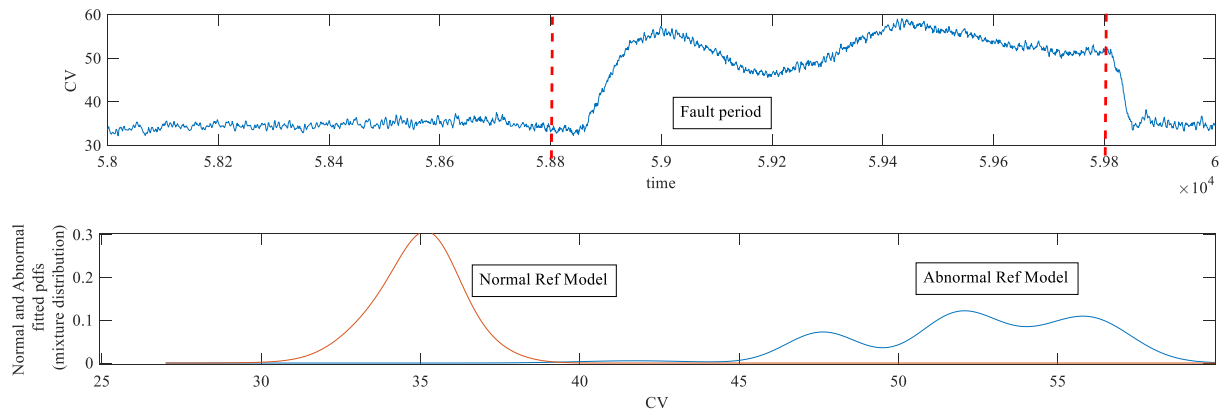 60
50
40
30
CV
Fault period
5.8 5.82 5.84 5.86 5.88 5.9 5.92 5.94 5.96 5.98 6
time
×10⁴
0.3
0.2
0.1
0
Normal and Abnormal
fitted pdfs
(mixture distribution)
Normal Ref Model
Abnormal Ref Model
25 30 35 40 45 50 55
CV